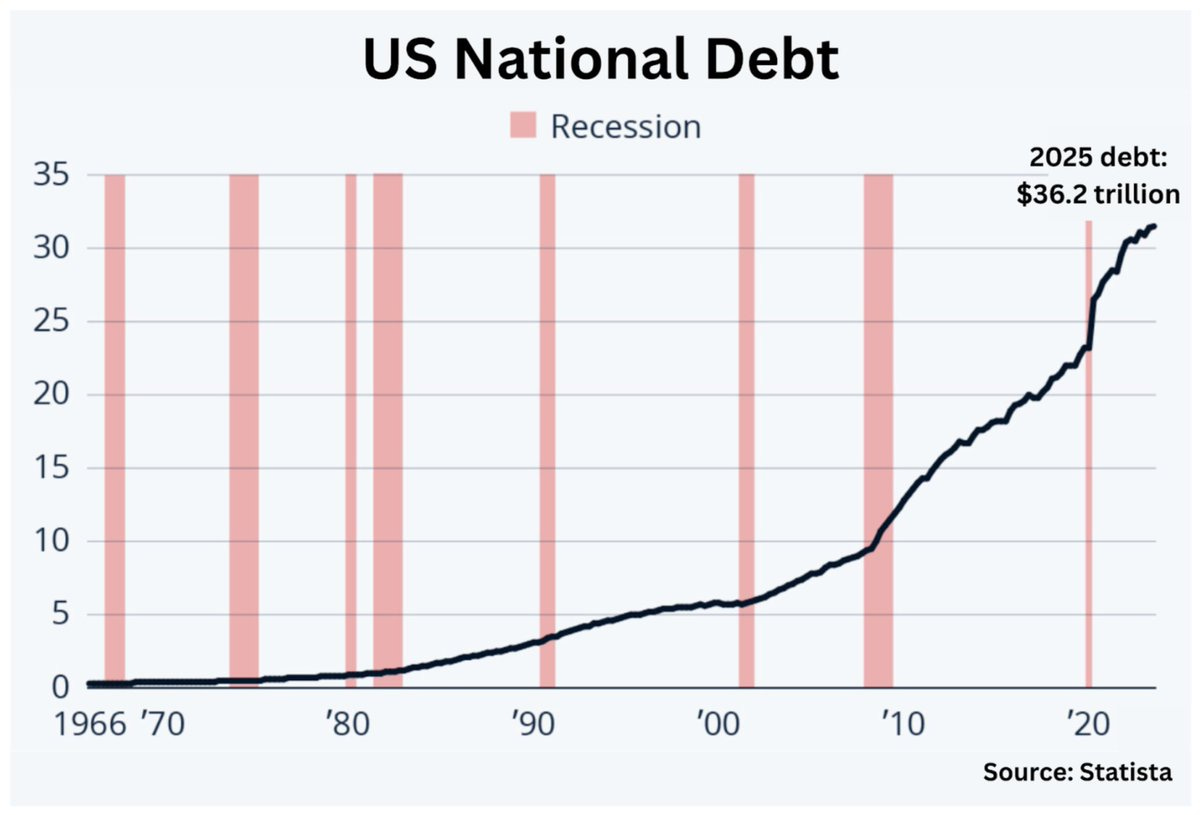 US National Debt
Recession
2025 debt:
$36.2 trillion
35
30
25
20
15
10
5
0
1966 ’70 ’80 ’90 ’00 ’10 ’20
Source: Statista